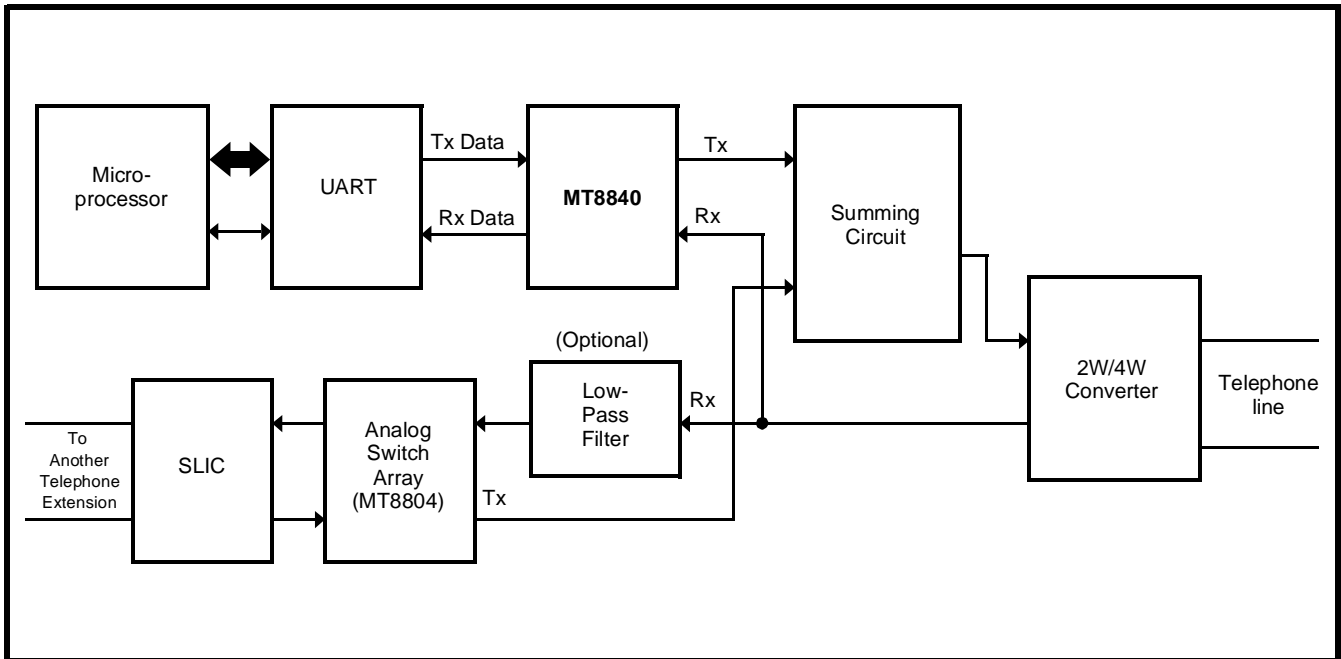 Micro-
processor
UART
Tx Data
Rx Data
MT8840
Tx
Rx
Summing
Circuit
2W/4W
Converter
Telephone
line
(Optional)
Low-
Pass
Filter
Rx
Analog
Switch
Array
(MT8804)
Tx
SLIC
To
Another
Telephone
Extension